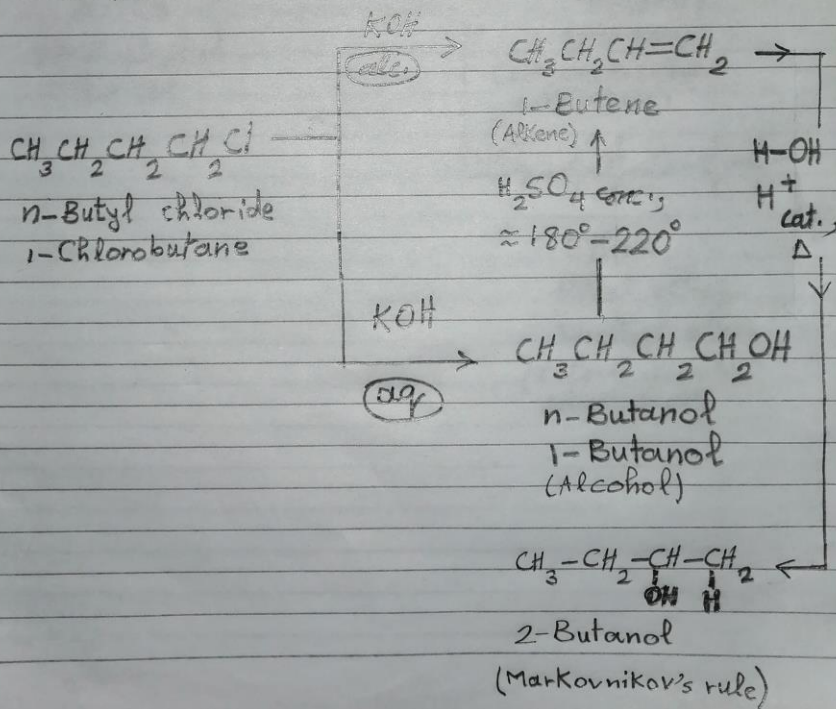 KOH
alc.
CH3CH2CH=CH2
1-Butene
(Alkene)
CH3CH2CH2CH2Cl
n-Butyl chloride
1-Chlorobutane
H-OH
H+
cat.,
Δ
H2SO4 conc.,
≈180°-220°
KOH
aq
CH3CH2CH2CH2OH
n-Butanol
1-Butanol
(Alcohol)
CH3-CH2-CH-CH2
OH H
2-Butanol
(Markovnikov's rule)